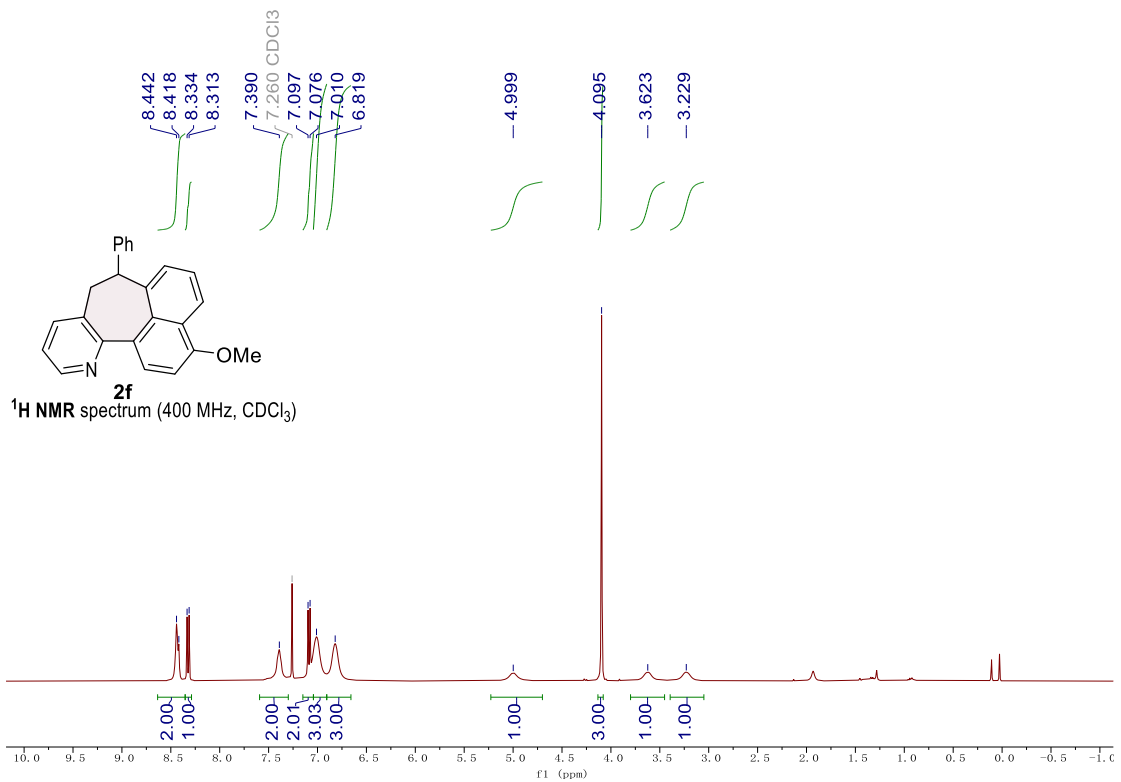 8.442
8.418
8.334
8.313
7.390
7.260 CDCl3
7.097
7.076
7.010
6.819
4.999
4.095
3.623
3.229
Ph
OMe
N
2f
¹H NMR spectrum (400 MHz, CDCl₃)
2.00
1.00
2.00
2.01
3.03
3.00
1.00
3.00
1.00
1.00
10.0 9.5 9.0 8.5 8.0 7.5 7.0 6.5 6.0 5.5 5.0 4.5 4.0 3.5 3.0 2.5 2.0 1.5 1.0 0.5 0.0 -0.5 -1.0
f1 (ppm)